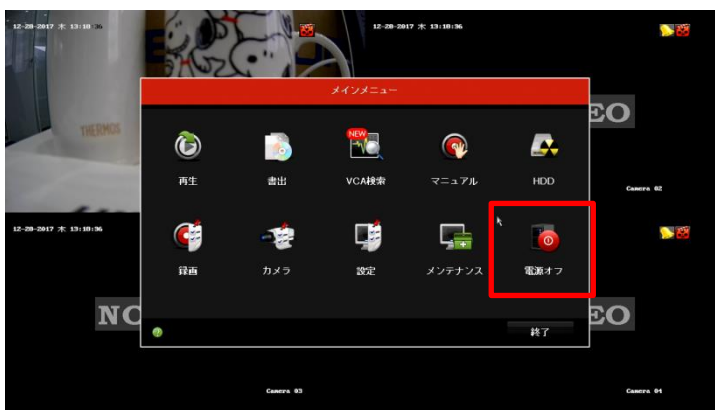 12-28-2017 木 13:18:36
12-28-2017 木 13:18:36
THERMOS
メインメニュー
EO
再生
書出
NEW
VCA検索
マニュアル
HDD
Camera 02
12-28-2017 木 13:18:36
録画
カメラ
設定
メンテナンス
電源オフ
NO
EO
終了
Camera 03
Camera 04